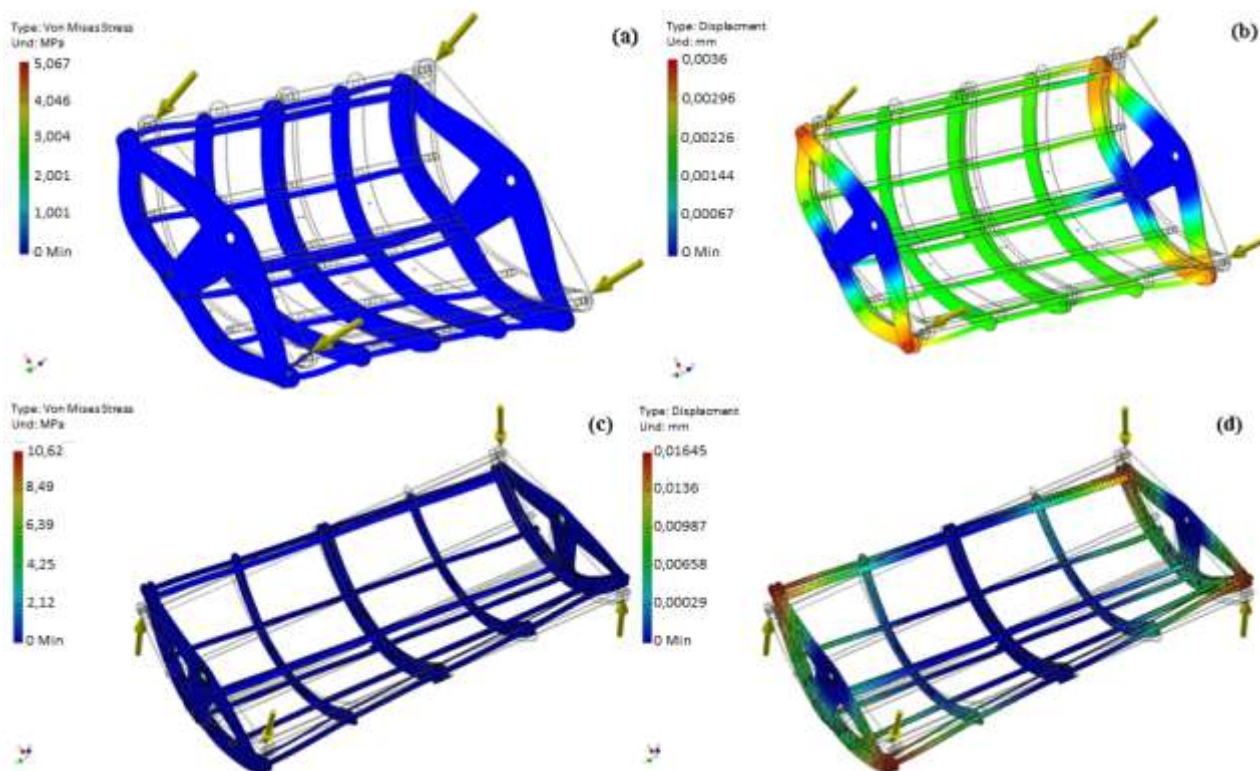 Type: Von Mises Stress
Und: MPa
5,067
4,046
3,004
2,001
1,001
0 Min
(a)
Type: Displacment
Und: mm
0,0036
0,00296
0,00226
0,00144
0,00067
0 Min
(b)
Type: Von Mises Stress
Und: MPa
10,62
8,49
6,39
4,25
2,12
0 Min
(c)
Type: Displacment
Und: mm
0,01645
0,0136
0,00987
0,00658
0,00029
0 Min
(d)